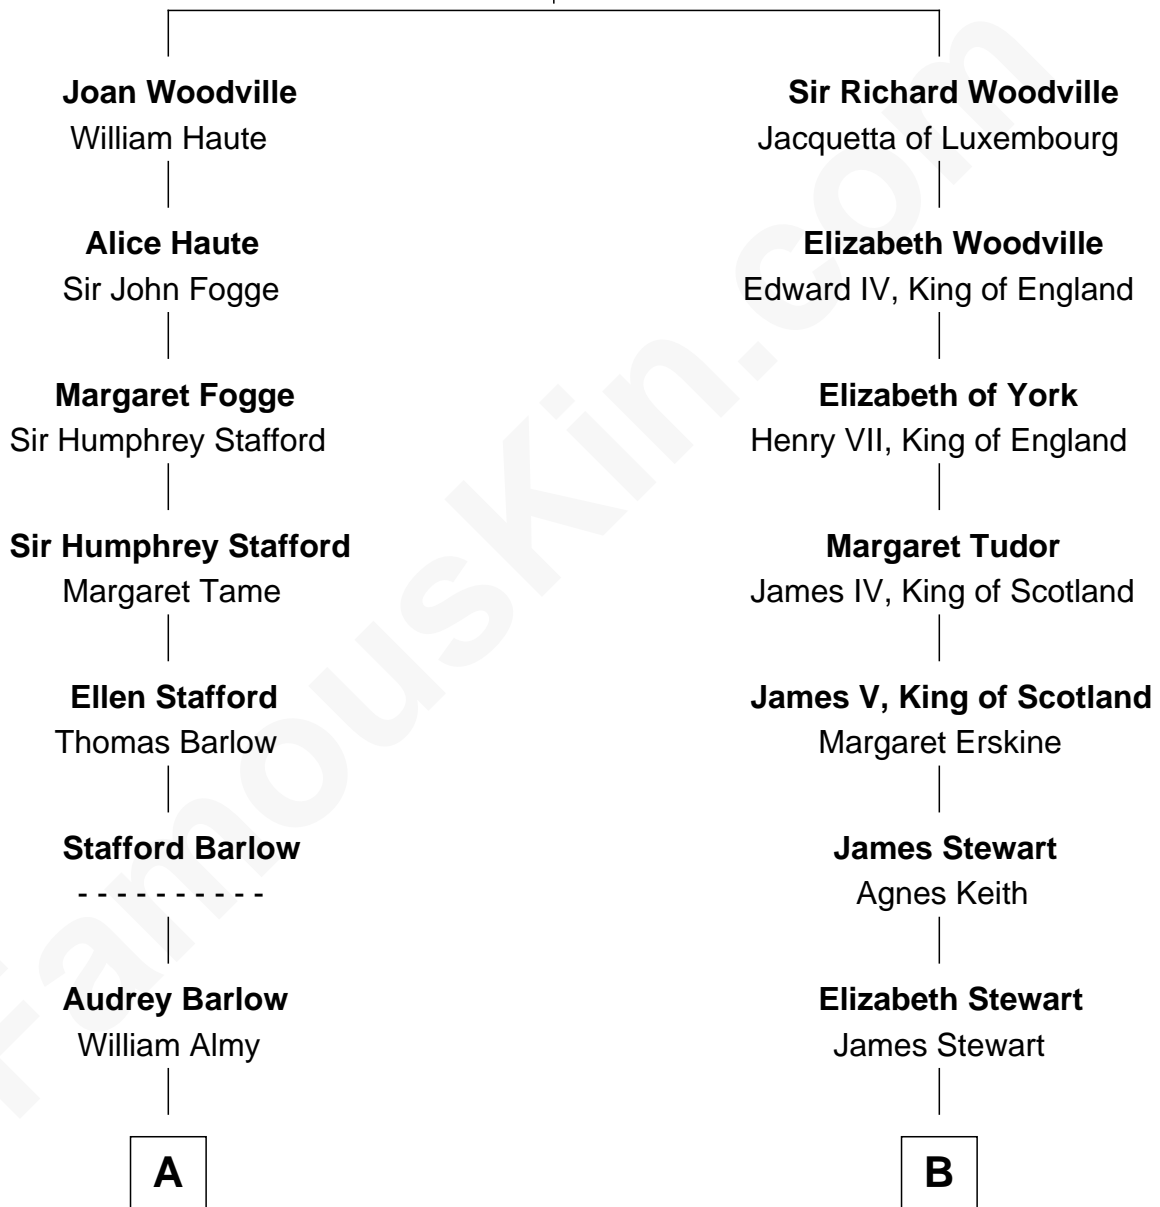 Joan Woodville
William Haute
Sir Richard Woodville
Jacquetta of Luxembourg
Alice Haute
Sir John Fogge
Elizabeth Woodville
Edward IV, King of England
Margaret Fogge
Sir Humphrey Stafford
Elizabeth of York
Henry VII, King of England
Sir Humphrey Stafford
Margaret Tame
Margaret Tudor
James IV, King of Scotland
Ellen Stafford
Thomas Barlow
James V, King of Scotland
Margaret Erskine
Stafford Barlow
- - - - - - - - - -
James Stewart
Agnes Keith
Audrey Barlow
William Almy
Elizabeth Stewart
James Stewart
A
B
FamousKin.com